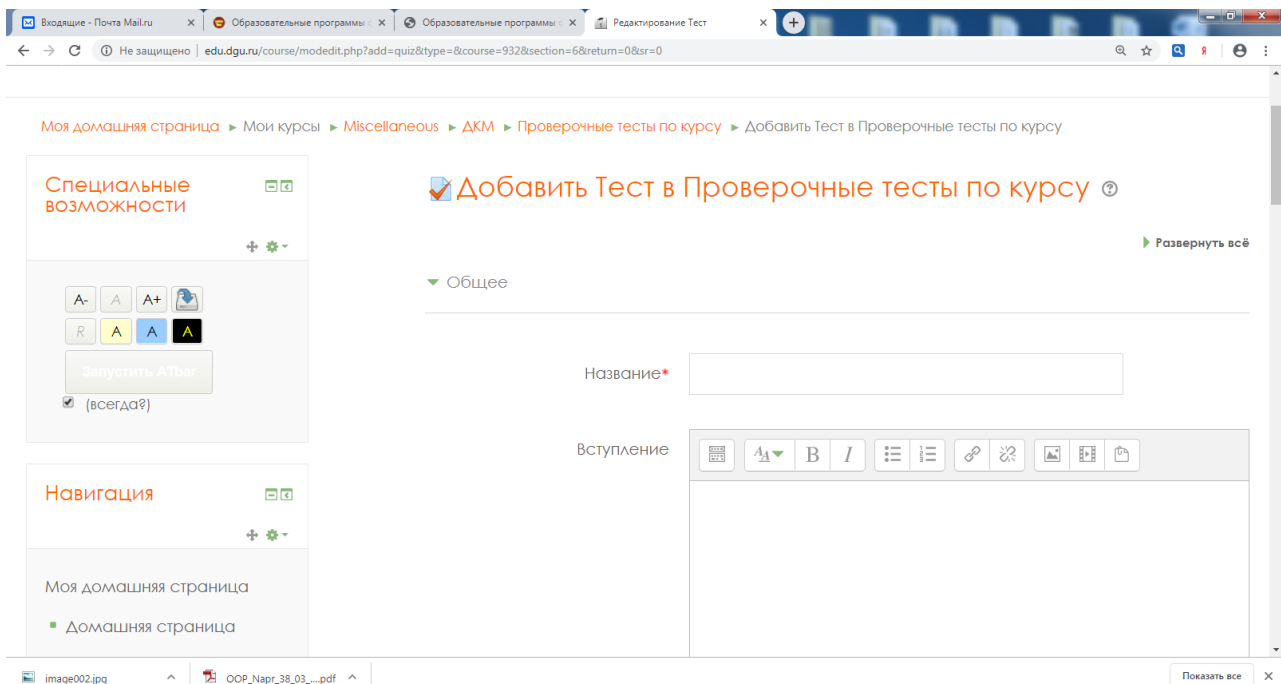 Входящие - Почта Mail.ru
Образовательные программы с
Образовательные программы с
Редактирование Тест
Не защищено | edu.dgu.ru/course/modedit.php?add=quiz&type=&course=932&section=6&return=0&sr=0
Моя домашняя страница ► Мои курсы ► Miscellaneous ► ДКМ ► Проверочные тесты по курсу ► Добавить Тест в Проверочные тесты по курсу
Специальные
возможности
A- A A+
R A A A
Запустить ATbar
(всегда?)
Навигация
Моя домашняя страница
Домашняя страница
Добавить Тест в Проверочные тесты по курсу
Развернуть всё
Общее
Название*
Вступление
B I
image002.jpg
OOP_Napr_38_03_....pdf
Показать все